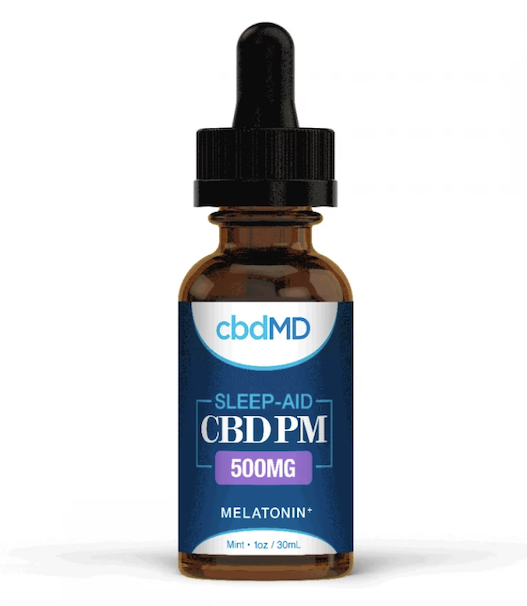 cbdMD
SLEEP-AID
CBD PM
500MG
MELATONIN+
Mint • 1oz / 30mL